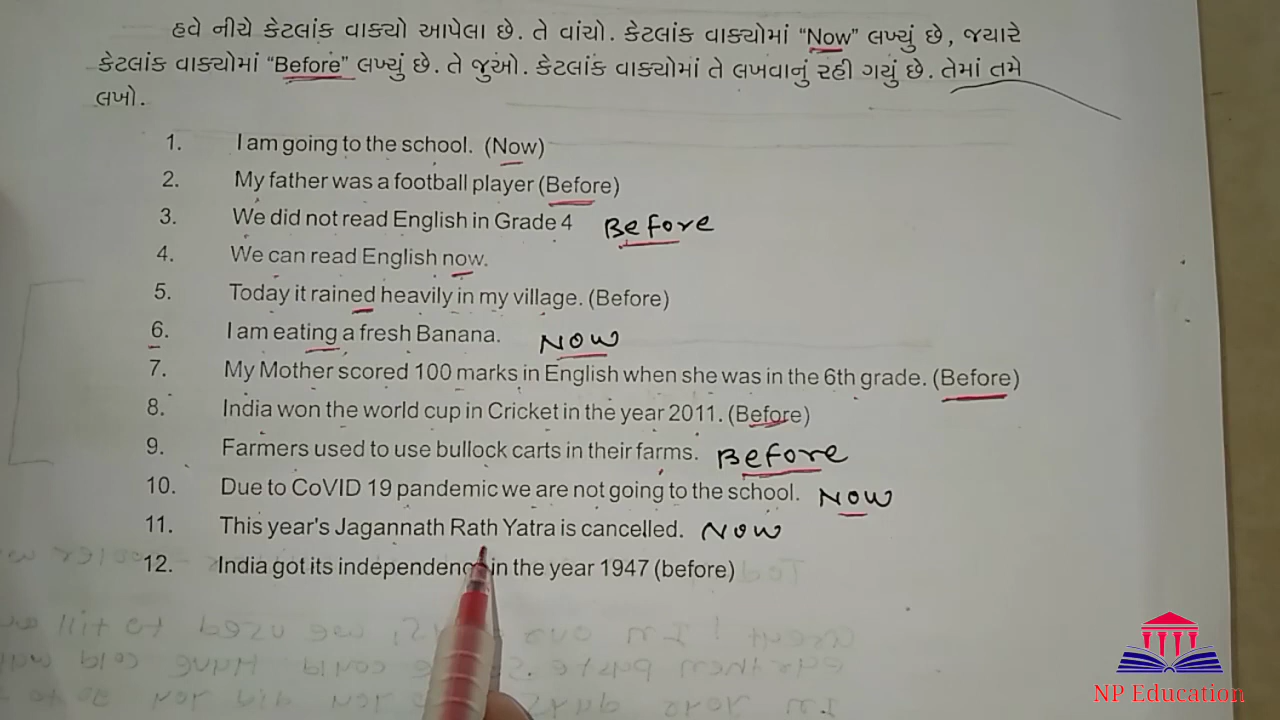 હવે નીચે કેટલાંક વાક્યો આપેલા છે. તે વાંચો. કેટલાંક વાક્યોમાં “Now” લખ્યું છે, જ્યારે
કેટલાંક વાક્યોમાં “Before” લખ્યું છે. તે જુઓ. કેટલાંક વાક્યોમાં તે લખવાનું રહી ગયું છે. તેમાં તમે
લખો.
1. I am going to the school. (Now)
2. My father was a football player (Before)
3. We did not read English in Grade 4 Before
4. We can read English now.
5. Today it rained heavily in my village. (Before)
6. I am eating a fresh Banana. Now
7. My Mother scored 100 marks in English when she was in the 6th grade. (Before)
8. India won the world cup in Cricket in the year 2011. (Before)
9. Farmers used to use bullock carts in their farms. Before
10. Due to CoVID 19 pandemic we are not going to the school. Now
11. This year's Jagannath Rath Yatra is cancelled. Now
12. India got its independenc in the year 1947 (before)
NP Education